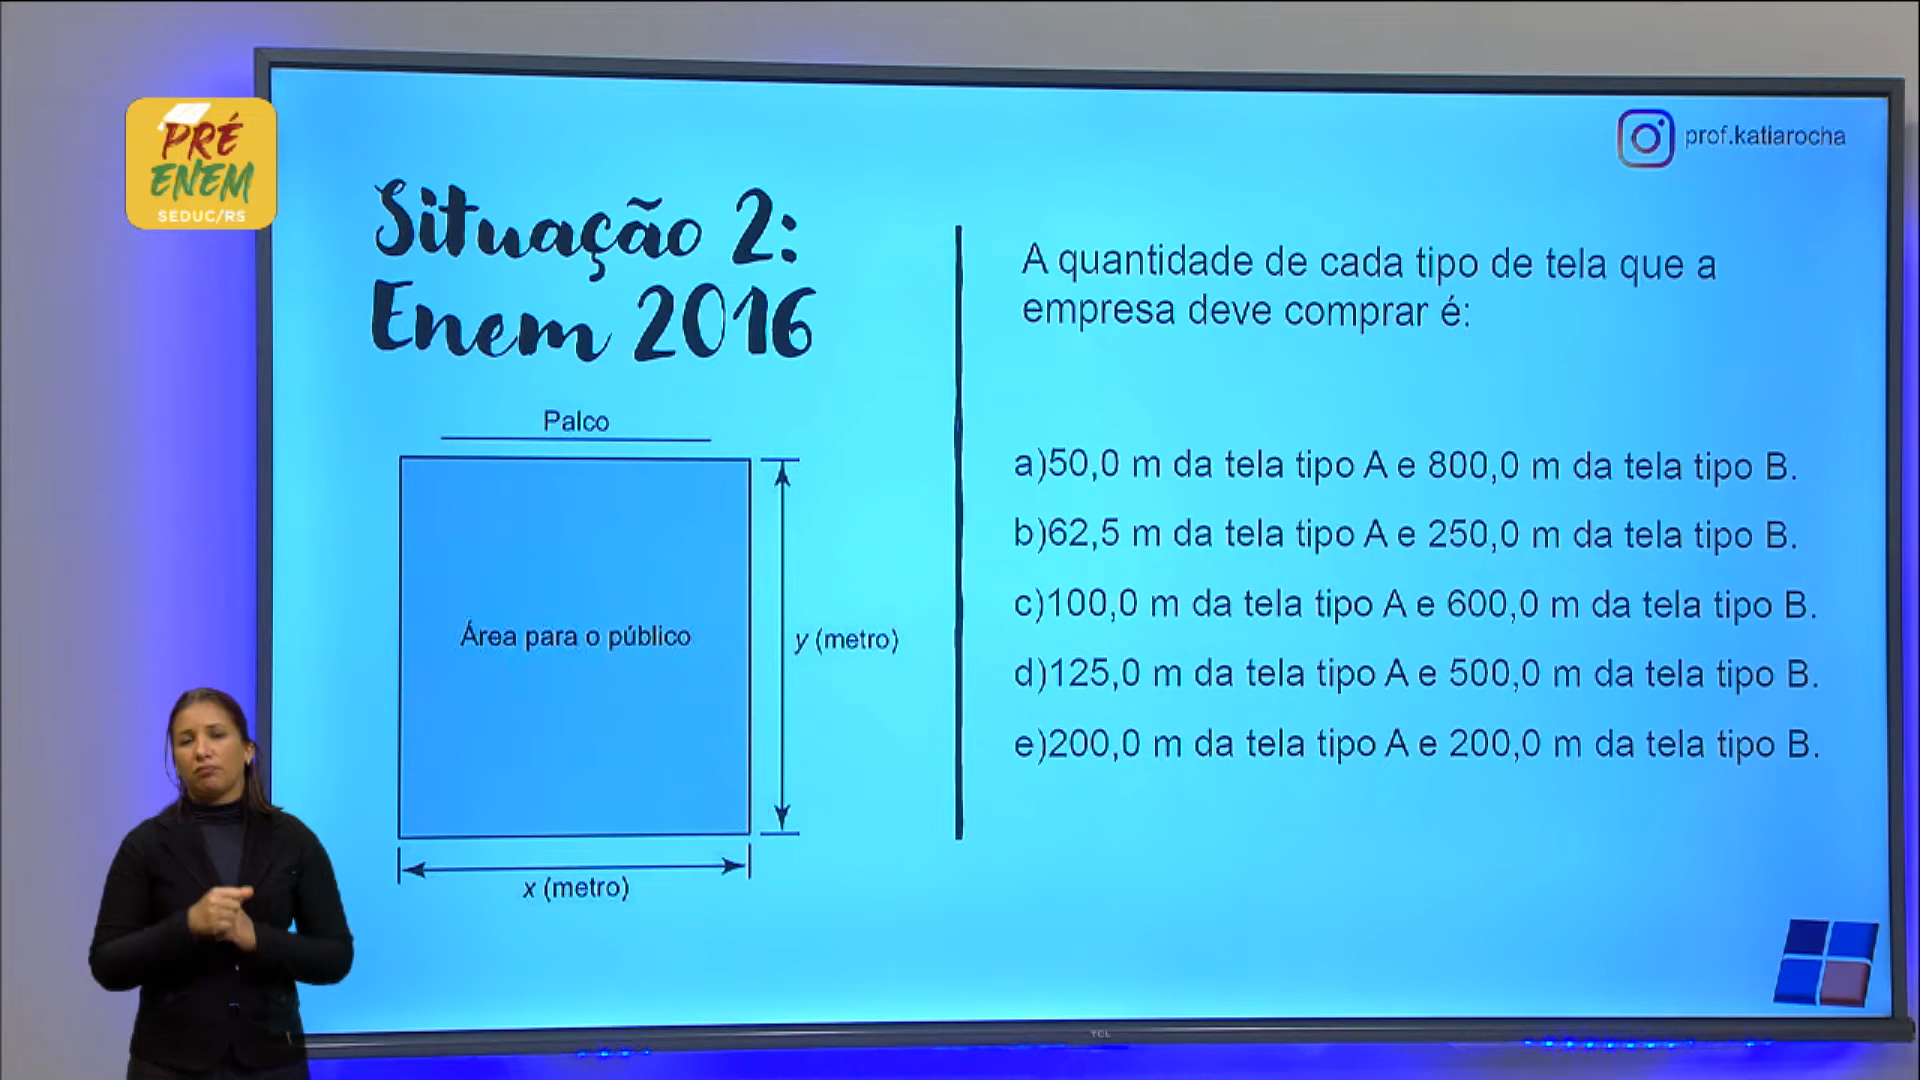 PRÉ
ENEM
SEDUC/RS
prof.katiarocha
Situação 2:
Enem 2016
Palco
Área para o público
y (metro)
x (metro)
A quantidade de cada tipo de tela que a
empresa deve comprar é:
a)50,0 m da tela tipo A e 800,0 m da tela tipo B.
b)62,5 m da tela tipo A e 250,0 m da tela tipo B.
c)100,0 m da tela tipo A e 600,0 m da tela tipo B.
d)125,0 m da tela tipo A e 500,0 m da tela tipo B.
e)200,0 m da tela tipo A e 200,0 m da tela tipo B.
TCL